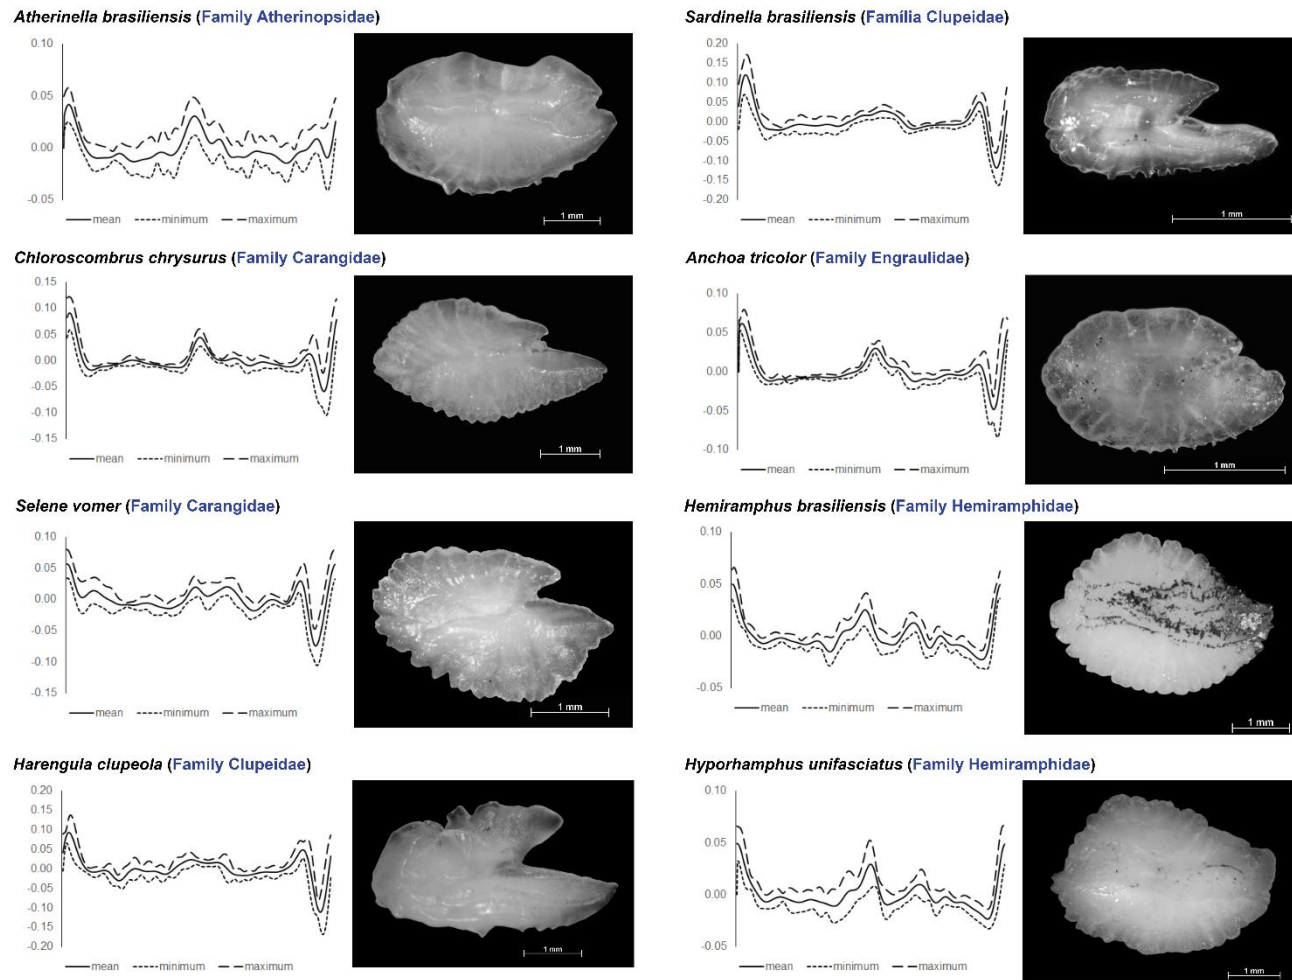 Atherinella brasiliensis (Family Atherinopsidae)
0.10
0.05
0.00
-0.05
mean minimum maximum
1 mm
Sardinella brasiliensis (Família Clupeidae)
0.20
0.15
0.10
0.05
0.00
-0.05
-0.10
-0.15
-0.20
mean minimum maximum
1 mm
Chloroscombrus chrysurus (Family Carangidae)
0.15
0.10
0.05
0.00
-0.05
-0.10
-0.15
mean minimum maximum
1 mm
Anchoa tricolor (Family Engraulidae)
0.10
0.05
0.00
-0.05
-0.10
mean minimum maximum
1 mm
Selene vomer (Family Carangidae)
0.10
0.05
0.00
-0.05
-0.10
-0.15
mean minimum maximum
1 mm
Hemiramphus brasiliensis (Family Hemiramphidae)
0.10
0.05
0.00
-0.05
mean minimum maximum
1 mm
Harengula clupeola (Family Clupeidae)
0.20
0.15
0.10
0.05
0.00
-0.05
-0.10
-0.15
-0.20
mean minimum maximum
1 mm
Hyporhamphus unifasciatus (Family Hemiramphidae)
0.10
0.05
0.00
-0.05
mean minimum maximum
1 mm